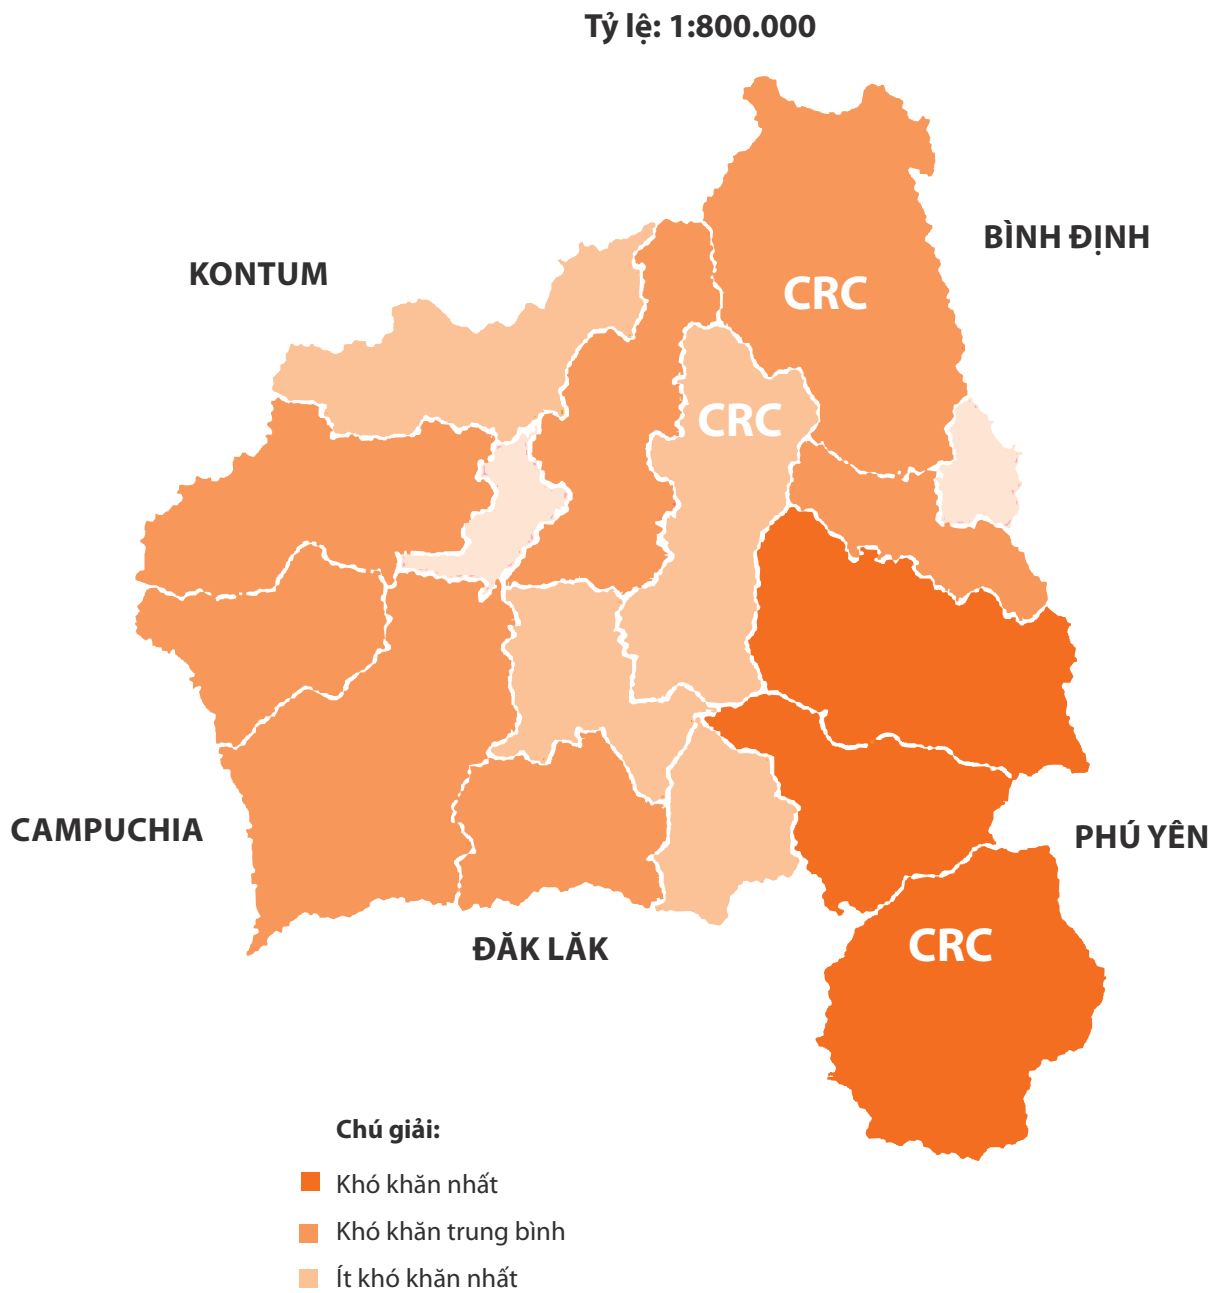 Tỷ lệ: 1:800.000
BÌNH ĐỊNH
KONTUM
CRC
CRC
CAMPUCHIA
PHÚ YÊN
ĐĂK LĂK
CRC
Chú giải:
Khó khăn nhất
Khó khăn trung bình
Ít khó khăn nhất